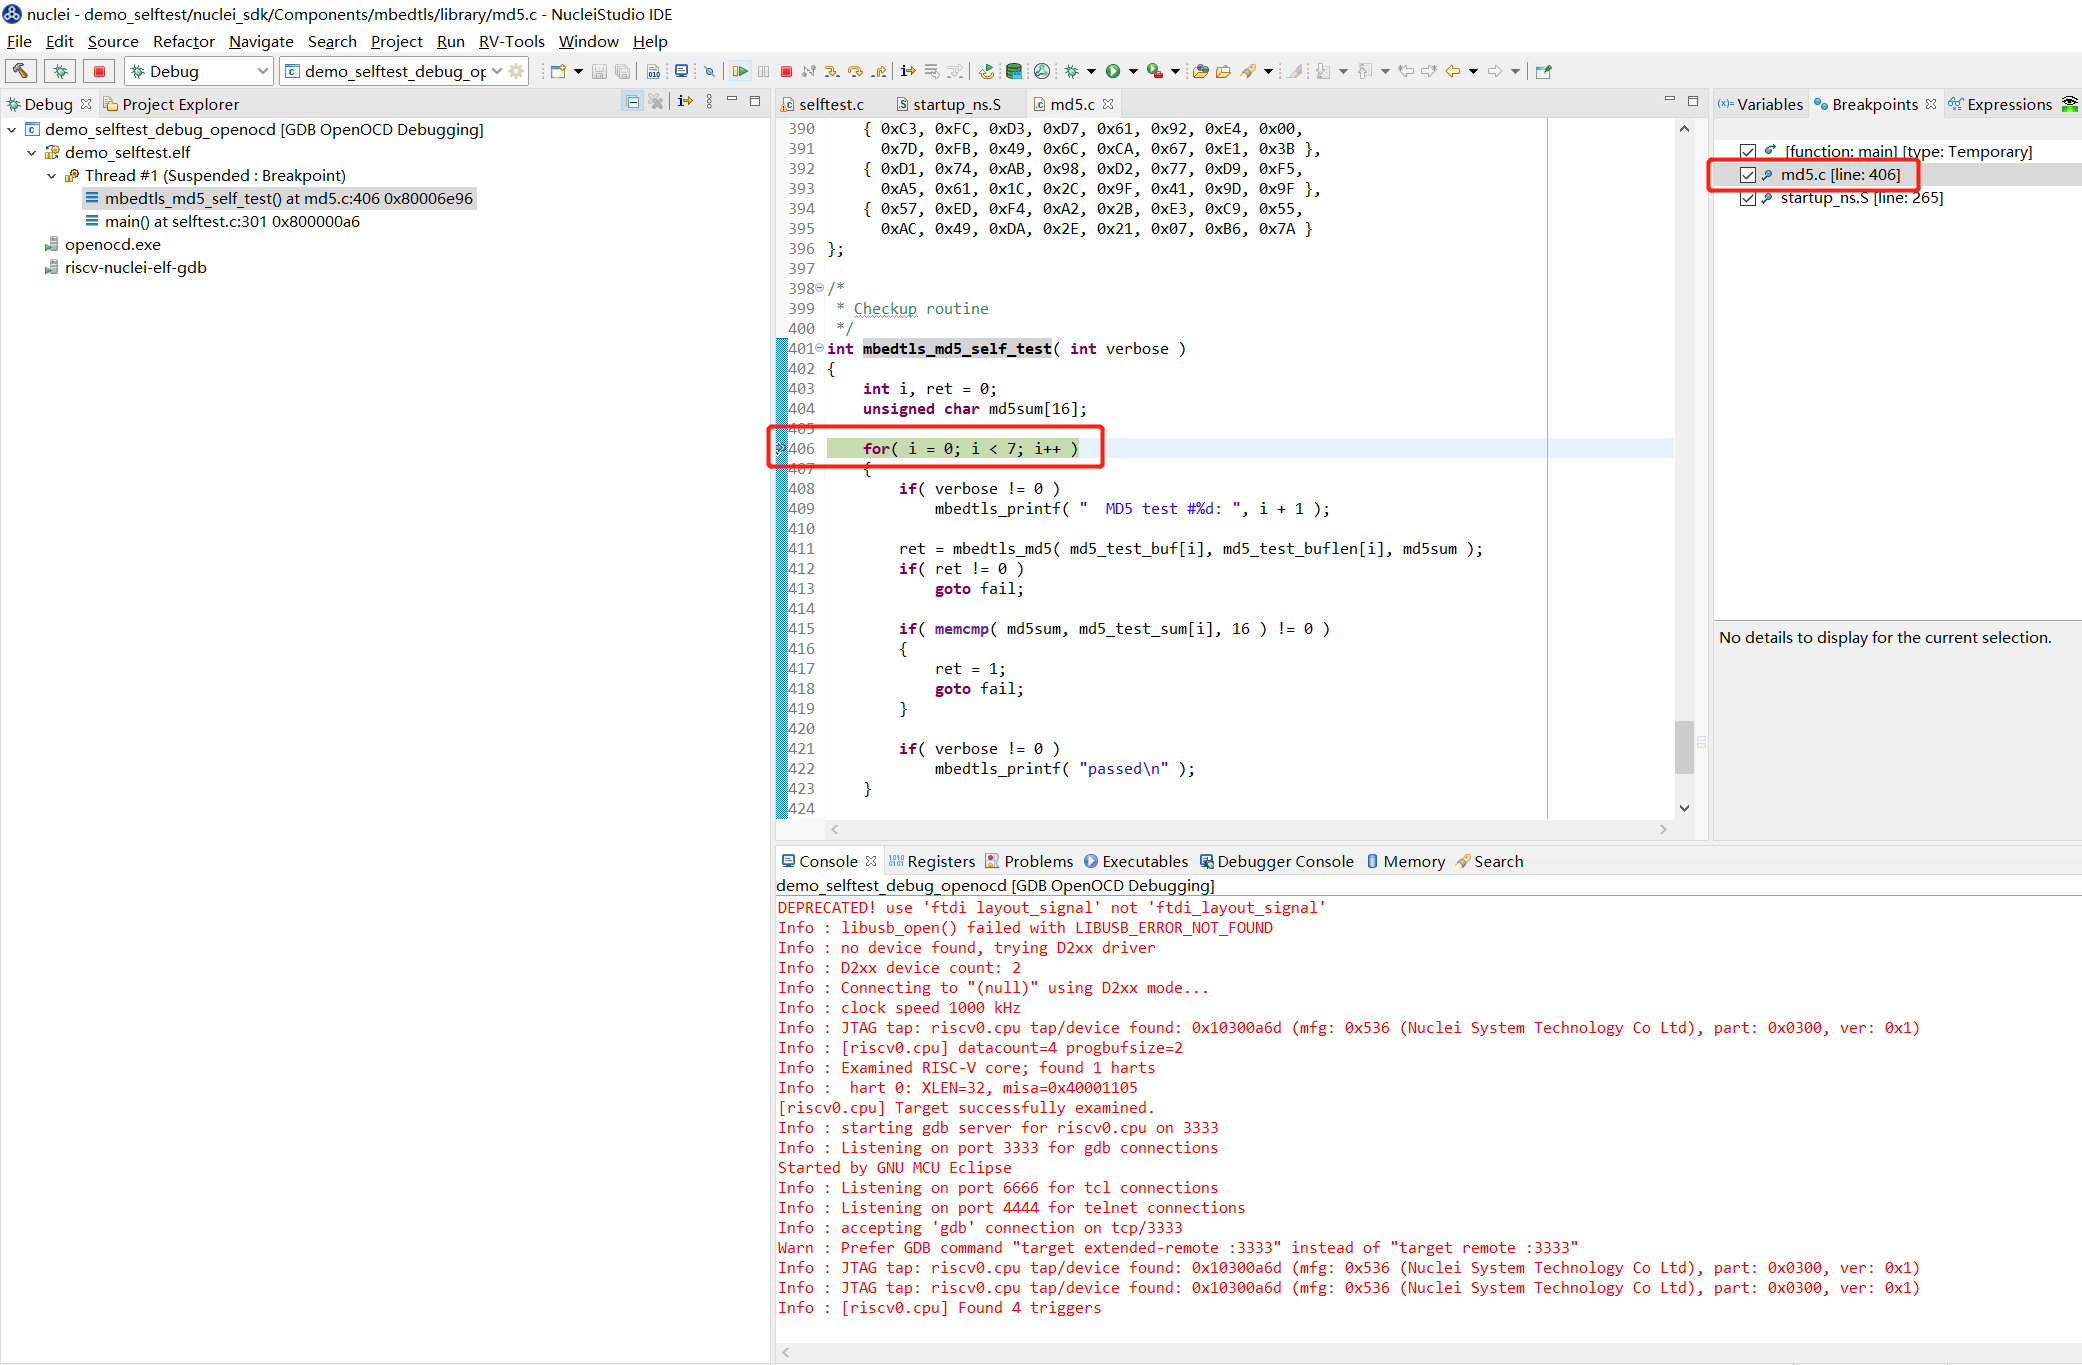 nuclei - demo_selftest/nuclei_sdk/Components/mbedtls/library/md5.c - NucleiStudio IDE
File Edit Source Refactor Navigate Search Project Run RV-Tools Window Help
Debug
demo_selftest_debug_op
Debug Project Explorer
demo_selftest_debug_openocd [GDB OpenOCD Debugging]
demo_selftest.elf
Thread #1 (Suspended : Breakpoint)
mbedtls_md5_self_test() at md5.c:406 0x80006e96
main() at selftest.c:301 0x800000a6
openocd.exe
riscv-nuclei-elf-gdb
selftest.c startup_ns.S md5.c
390 { 0xC3, 0xFC, 0xD3, 0xD7, 0x61, 0x92, 0xE4, 0x00,
391 0x7D, 0xFB, 0x49, 0x6C, 0xCA, 0x67, 0xE1, 0x3B },
392 { 0xD1, 0x74, 0xAB, 0x98, 0xD2, 0x77, 0xD9, 0xF5,
393 0xA5, 0x61, 0x1C, 0x2C, 0x9F, 0x41, 0x9D, 0x9F },
394 { 0x57, 0xED, 0xF4, 0xA2, 0x2B, 0xE3, 0xC9, 0x55,
395 0xAC, 0x49, 0xDA, 0x2E, 0x21, 0x07, 0xB6, 0x7A }
396 };
397
398 /*
399 * Checkup routine
400 */
401 int mbedtls_md5_self_test( int verbose )
402 {
403 int i, ret = 0;
404 unsigned char md5sum[16];
405
406 for( i = 0; i < 7; i++ )
407 {
408 if( verbose != 0 )
409 mbedtls_printf( "  MD5 test #%d: ", i + 1 );
410
411 ret = mbedtls_md5( md5_test_buf[i], md5_test_buflen[i], md5sum );
412 if( ret != 0 )
413 goto fail;
414
415 if( memcmp( md5sum, md5_test_sum[i], 16 ) != 0 )
416 {
417 ret = 1;
418 goto fail;
419 }
420
421 if( verbose != 0 )
422 mbedtls_printf( "passed\n" );
423 }
424
(x)= Variables Breakpoints Expressions
[function: main] [type: Temporary]
md5.c [line: 406]
startup_ns.S [line: 265]
No details to display for the current selection.
Console Registers Problems Executables Debugger Console Memory Search
demo_selftest_debug_openocd [GDB OpenOCD Debugging]
DEPRECATED! use 'ftdi layout_signal' not 'ftdi_layout_signal'
Info : libusb_open() failed with LIBUSB_ERROR_NOT_FOUND
Info : no device found, trying D2xx driver
Info : D2xx device count: 2
Info : Connecting to "(null)" using D2xx mode...
Info : clock speed 1000 kHz
Info : JTAG tap: riscv0.cpu tap/device found: 0x10300a6d (mfg: 0x536 (Nuclei System Technology Co Ltd), part: 0x0300, ver: 0x1)
Info : [riscv0.cpu] datacount=4 progbufsize=2
Info : Examined RISC-V core; found 1 harts
Info :  hart 0: XLEN=32, misa=0x40001105
[riscv0.cpu] Target successfully examined.
Info : starting gdb server for riscv0.cpu on 3333
Info : Listening on port 3333 for gdb connections
Started by GNU MCU Eclipse
Info : Listening on port 6666 for tcl connections
Info : Listening on port 4444 for telnet connections
Info : accepting 'gdb' connection on tcp/3333
Warn : Prefer GDB command "target extended-remote :3333" instead of "target remote :3333"
Info : JTAG tap: riscv0.cpu tap/device found: 0x10300a6d (mfg: 0x536 (Nuclei System Technology Co Ltd), part: 0x0300, ver: 0x1)
Info : JTAG tap: riscv0.cpu tap/device found: 0x10300a6d (mfg: 0x536 (Nuclei System Technology Co Ltd), part: 0x0300, ver: 0x1)
Info : [riscv0.cpu] Found 4 triggers